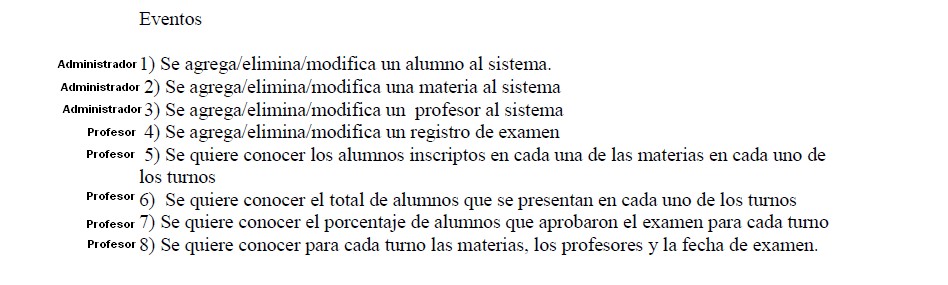 Eventos
Administrador 1) Se agrega/elimina/modifica un alumno al sistema.
Administrador 2) Se agrega/elimina/modifica una materia al sistema
Administrador 3) Se agrega/elimina/modifica un profesor al sistema
Profesor 4) Se agrega/elimina/modifica un registro de examen
Profesor 5) Se quiere conocer los alumnos inscriptos en cada una de las materias en cada uno de
los turnos
Profesor 6) Se quiere conocer el total de alumnos que se presentan en cada uno de los turnos
Profesor 7) Se quiere conocer el porcentaje de alumnos que aprobaron el examen para cada turno
Profesor 8) Se quiere conocer para cada turno las materias, los profesores y la fecha de examen.